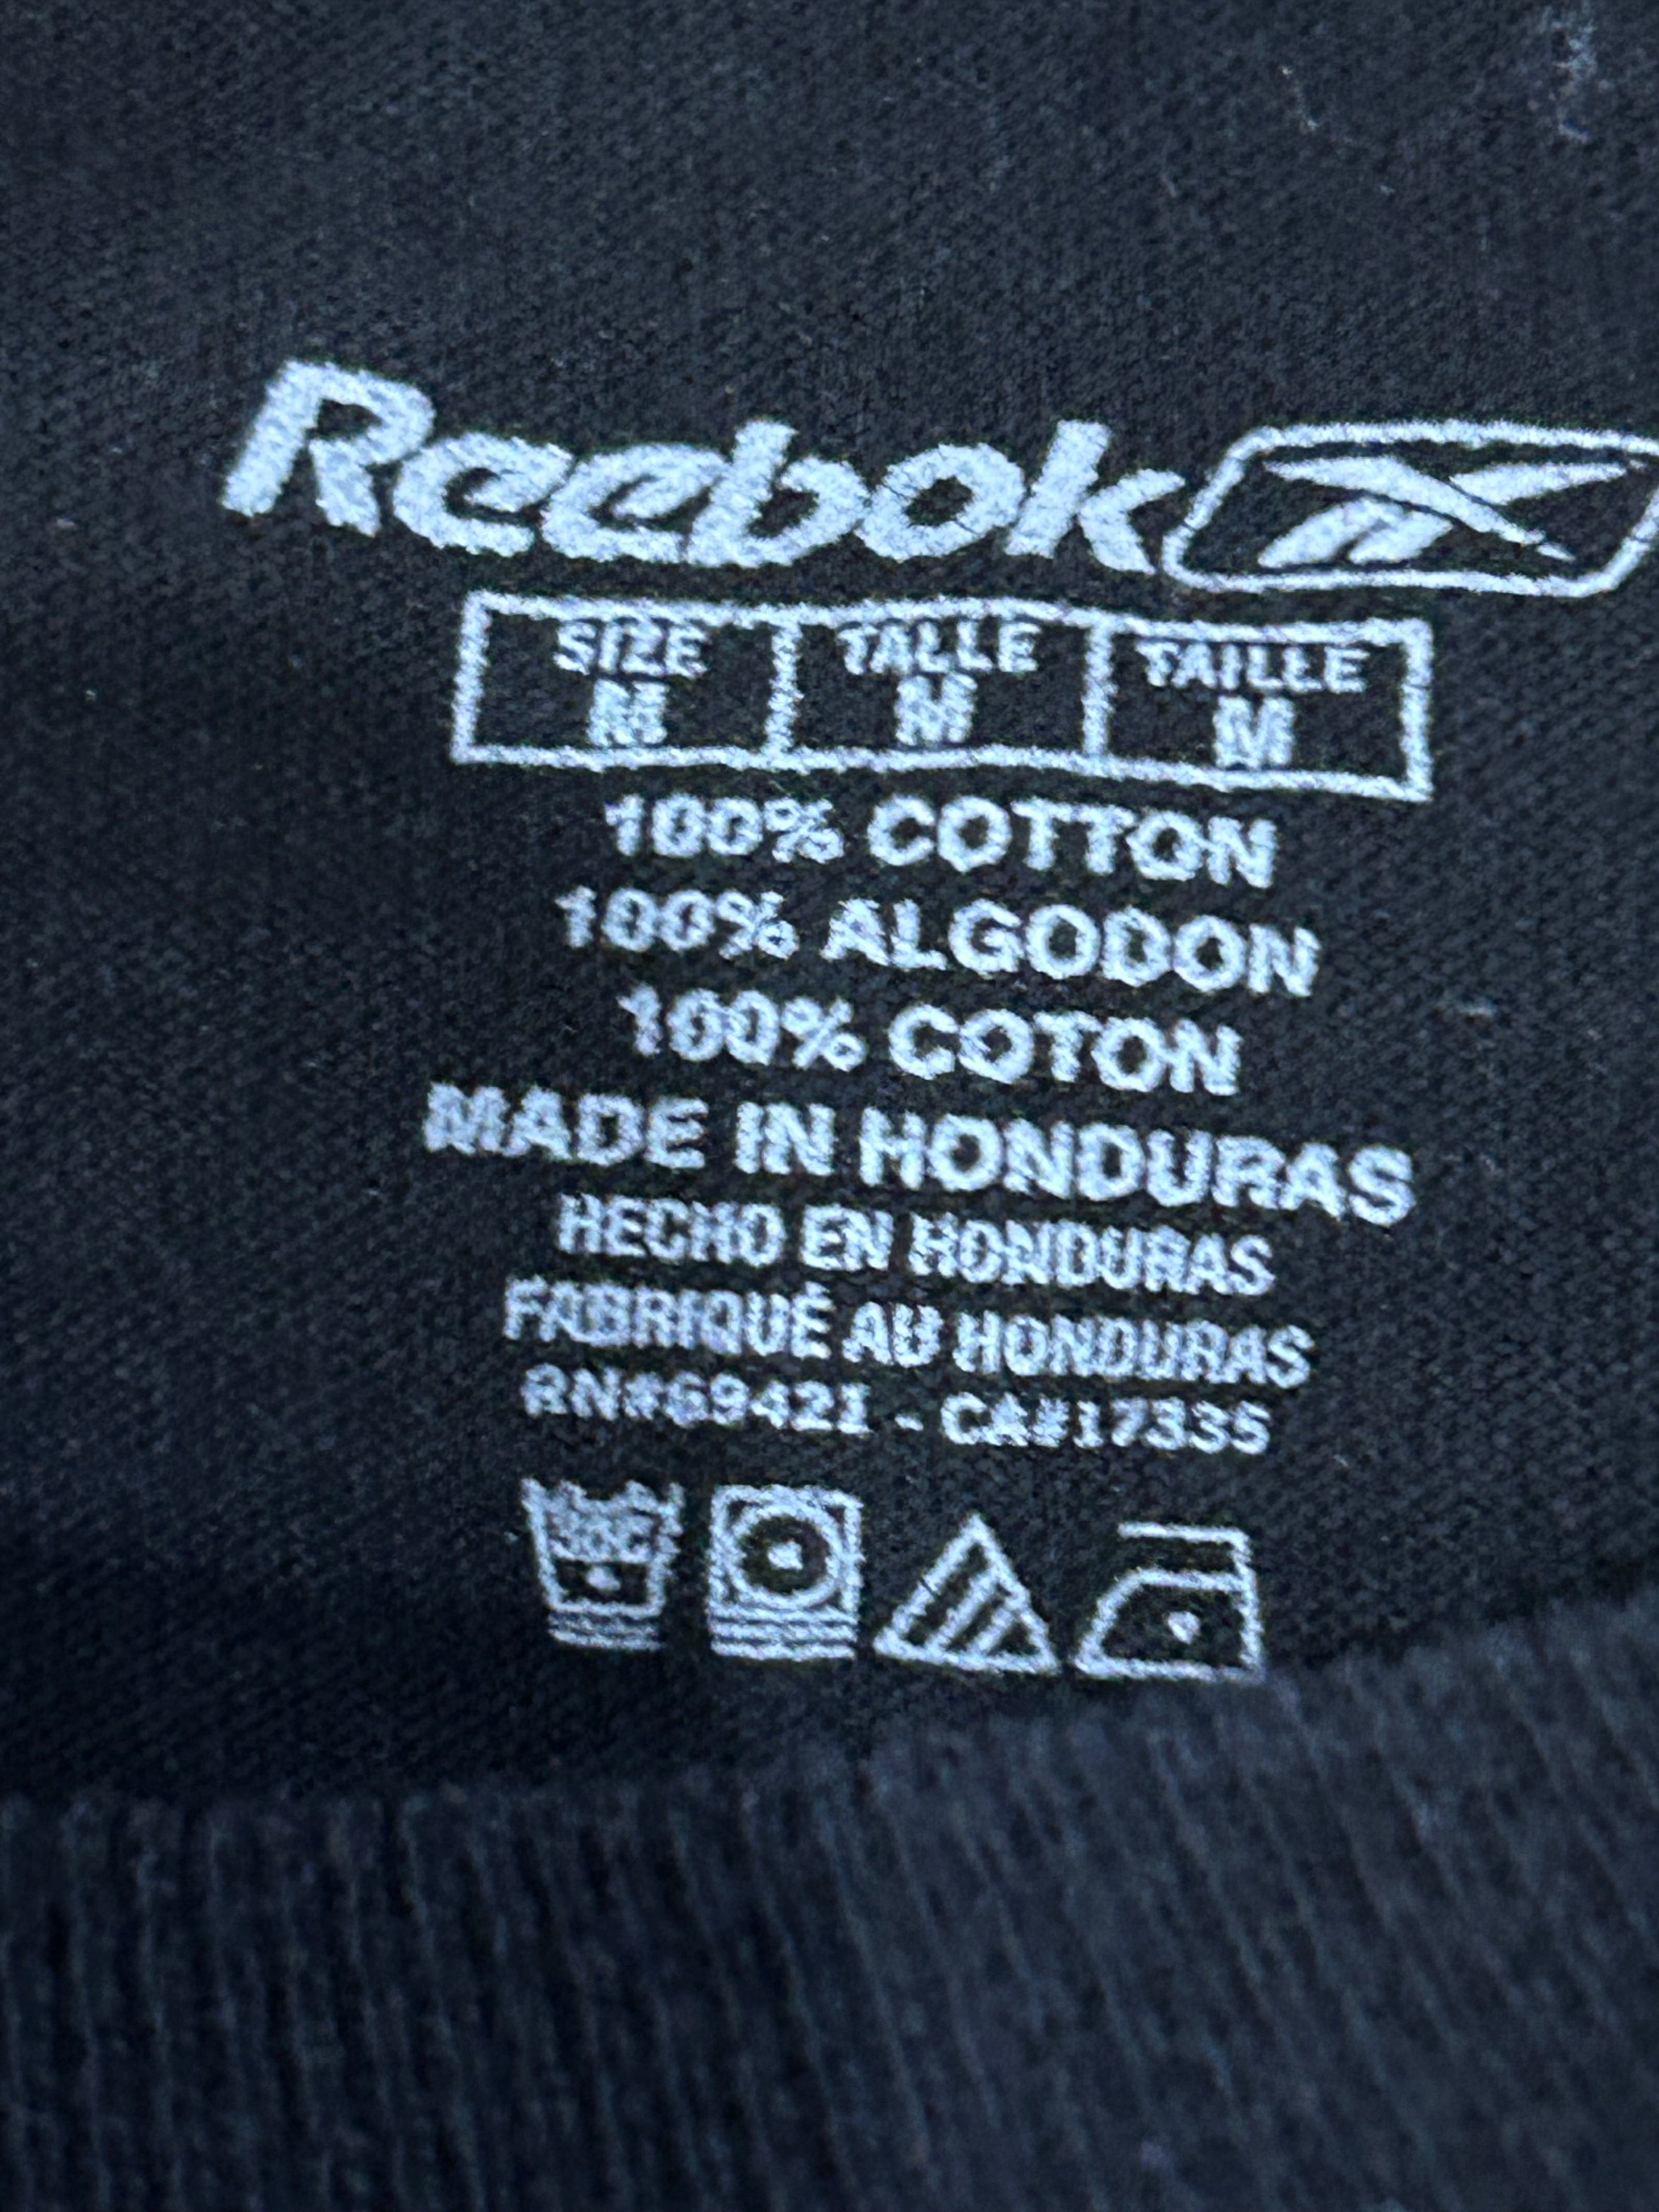 Reebok
SIZE TALLE TAILLE
M M M
100% COTTON
100% ALGODON
100% COTON
MADE IN HONDURAS
HECHO EN HONDURAS
FABRIQUÉ AU HONDURAS
RN#69421 - CA#17335
30C